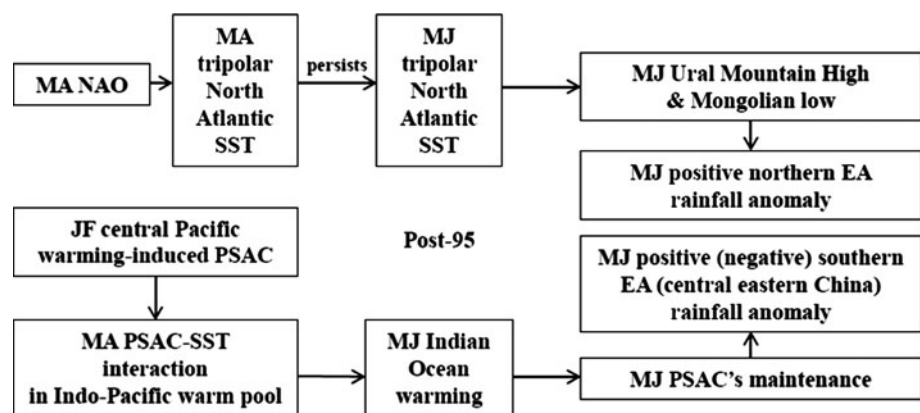 MA NAO
MA
tripolar
North
Atlantic
SST
persists
MJ
tripolar
North
Atlantic
SST
MJ Ural Mountain High
& Mongolian low
MJ positive northern EA
rainfall anomaly
JF central Pacific
warming-induced PSAC
Post-95
MJ positive (negative) southern
EA (central eastern China)
rainfall anomaly
MA PSAC-SST
interaction
in Indo-Pacific warm pool
MJ Indian
Ocean
warming
MJ PSAC's maintenance